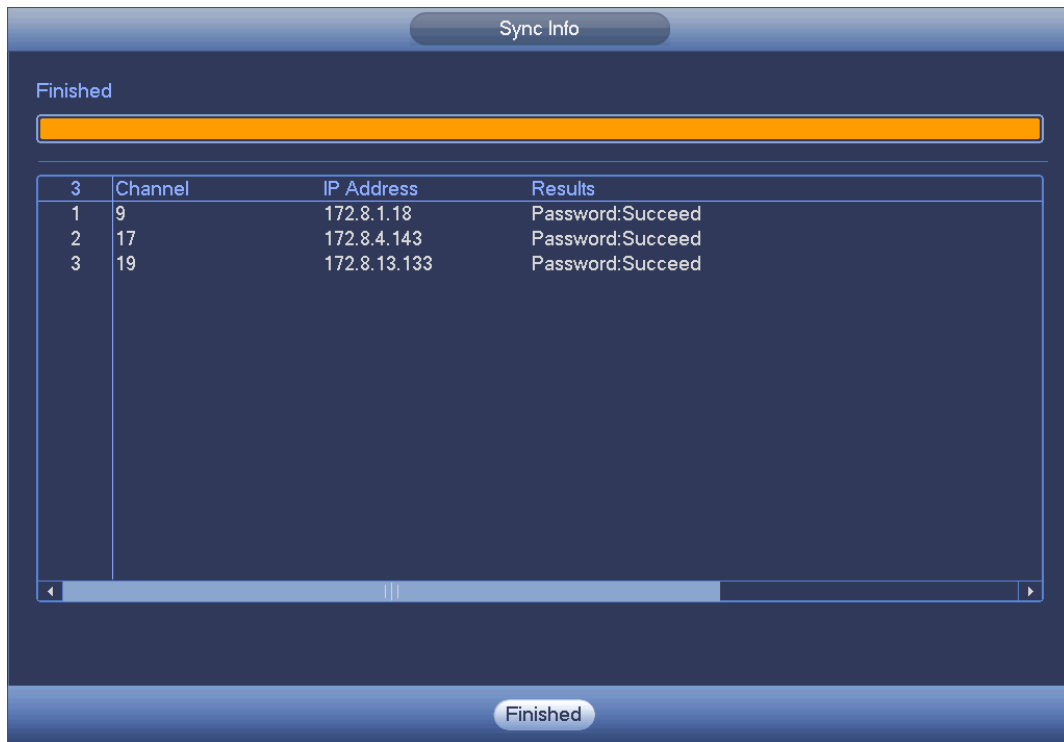 Sync Info
Finished
3 Channel IP Address Results
1 9 172.8.1.18 Password:Succeed
2 17 172.8.4.143 Password:Succeed
3 19 172.8.13.133 Password:Succeed
Finished